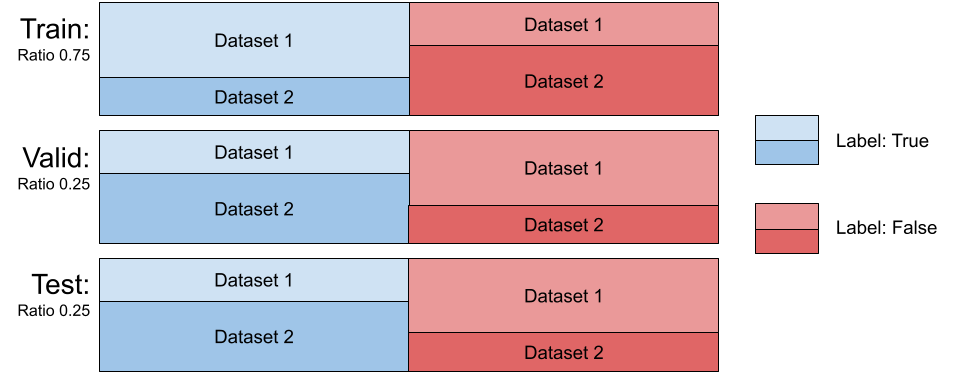 Train:
Ratio 0.75
Dataset 1
Dataset 2
Dataset 1
Dataset 2
Valid:
Ratio 0.25
Dataset 1
Dataset 2
Dataset 1
Dataset 2
Test:
Ratio 0.25
Dataset 1
Dataset 2
Dataset 1
Dataset 2
Label: True
Label: False